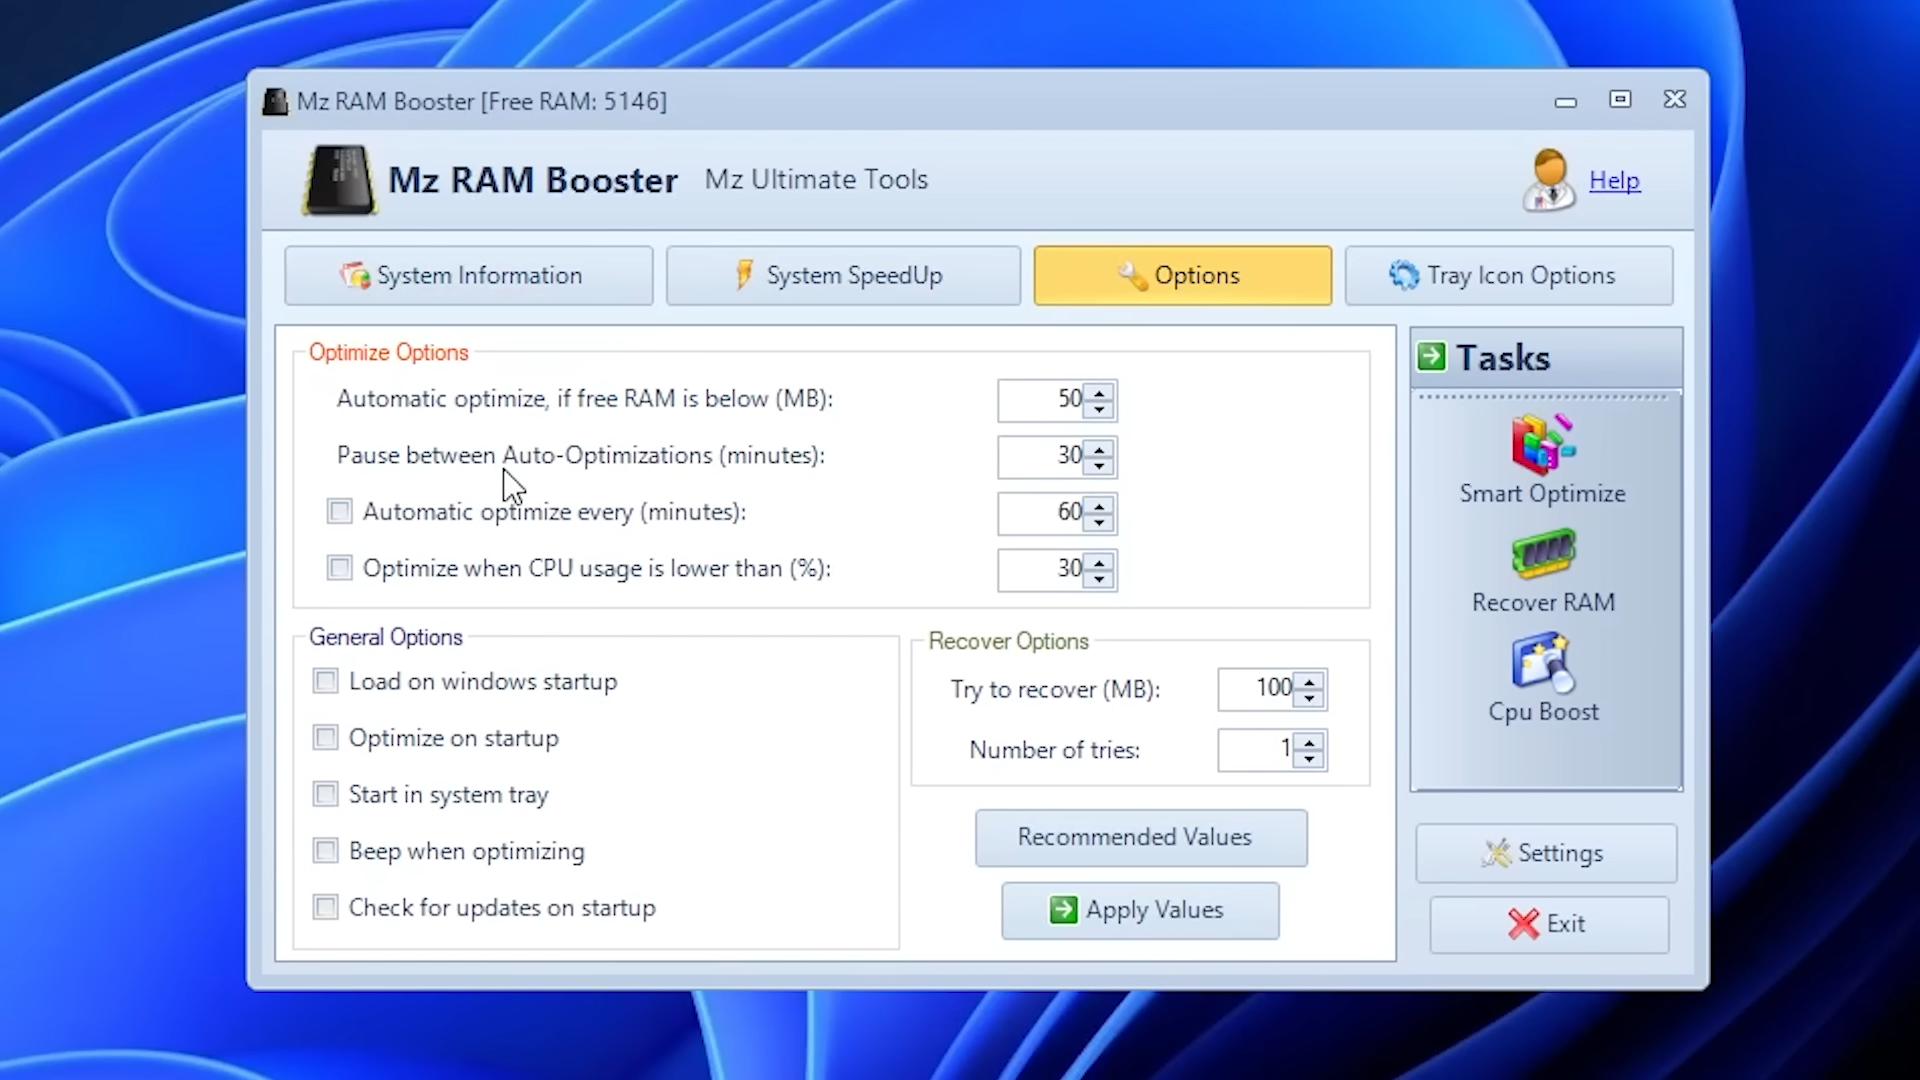 Mz RAM Booster [Free RAM: 5146]
Mz RAM Booster Mz Ultimate Tools Help
System Information System SpeedUp Options Tray Icon Options
Optimize Options
Automatic optimize, if free RAM is below (MB): 50
Pause between Auto-Optimizations (minutes): 30
Automatic optimize every (minutes): 60
Optimize when CPU usage is lower than (%): 30
General Options
Load on windows startup
Optimize on startup
Start in system tray
Beep when optimizing
Check for updates on startup
Recover Options
Try to recover (MB): 100
Number of tries: 1
Recommended Values
Apply Values
Tasks
Smart Optimize
Recover RAM
Cpu Boost
Settings
Exit